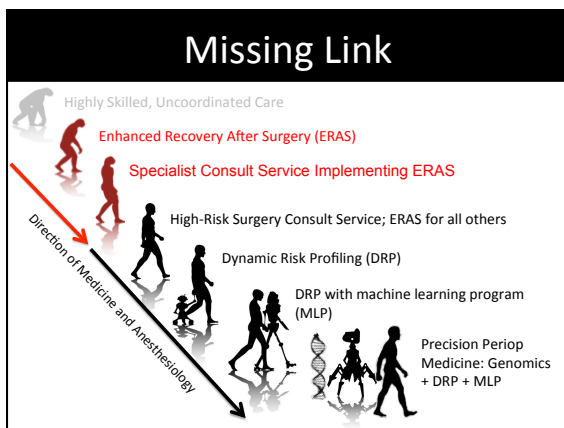 Missing Link
Highly Skilled, Uncoordinated Care
Enhanced Recovery After Surgery (ERAS)
Specialist Consult Service Implementing ERAS
High-Risk Surgery Consult Service; ERAS for all others
Dynamic Risk Profiling (DRP)
DRP with machine learning program
(MLP)
Precision Periop
Medicine: Genomics
+ DRP + MLP
Direction of Medicine and Anesthesiology